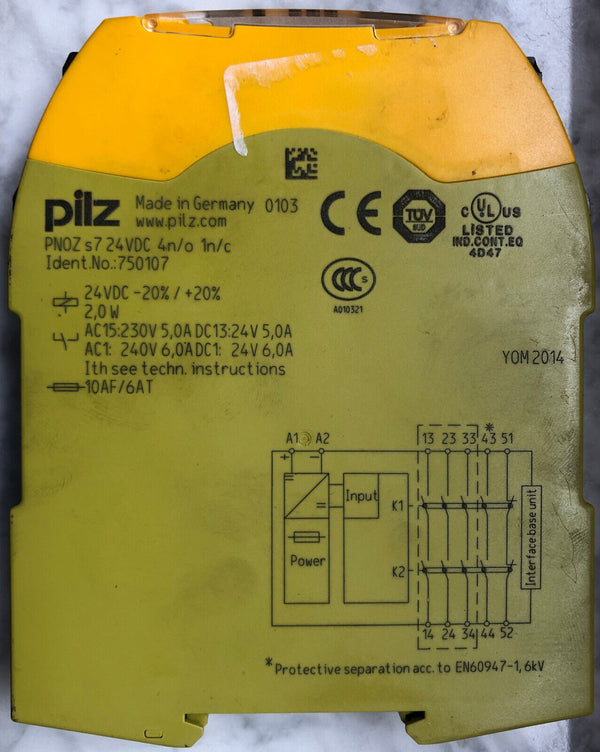 pilz Made in Germany 0103
www.pilz.com
PNOZ s7 24VDC 4n/o 1n/c
Ident.No.:750107
24VDC -20% / +20%
2,0 W
AC15:230V 5,0A DC13:24V 5,0A
AC1: 240V 6,0A DC1: 24V 6,0A
Ith see techn. instructions
10AF/6AT
CE
TÜV
SÜD
C UL US
LISTED
IND.CONT.EQ
4D47
CCC S
A010321
YOM 2014
A1 A2
+ −
13 23 33 43 51
*
Input
K1
Power
K2
Interface base unit
14 24 34 44 52
*Protective separation acc. to EN60947-1, 6kV